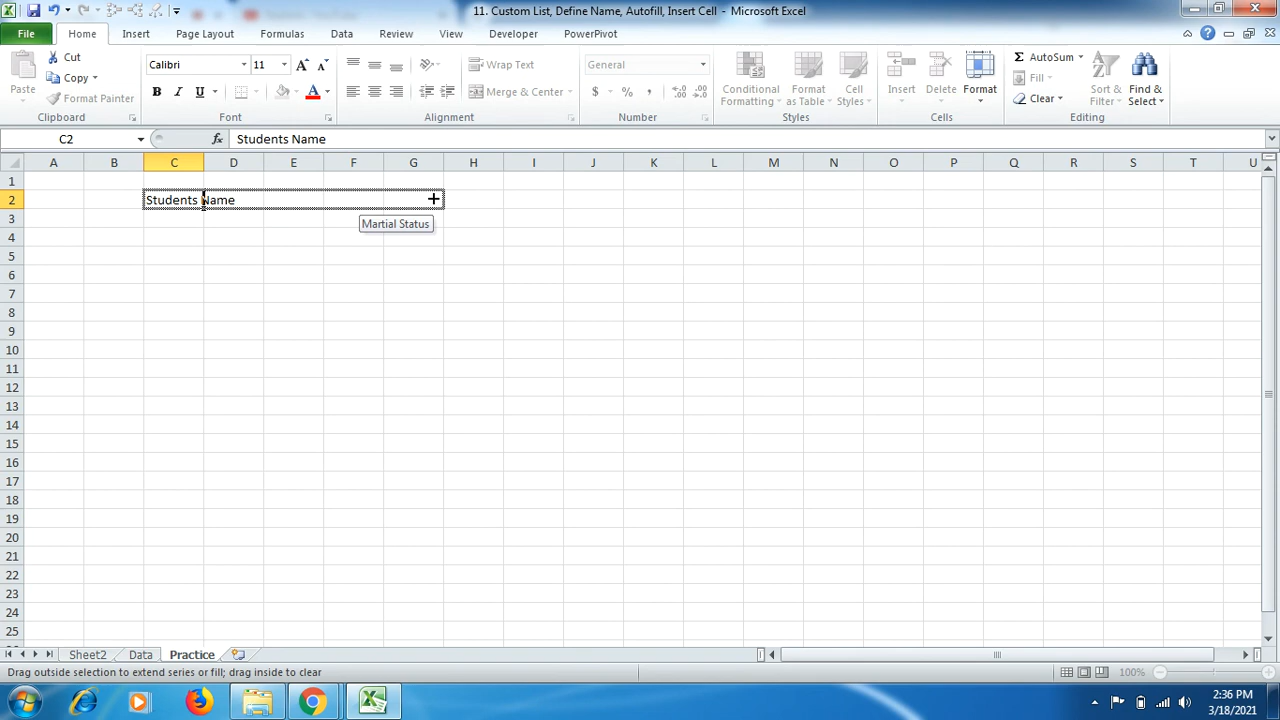 11. Custom List, Define Name, Autofill, Insert Cell - Microsoft Excel
File Home Insert Page Layout Formulas Data Review View Developer PowerPivot
Paste Cut Copy Format Painter Clipboard
Calibri 11 B I U A Font
Wrap Text Merge & Center Alignment
General $ % , Number
Conditional Formatting Format as Table Cell Styles Styles
Insert Delete Format Cells
Σ AutoSum Fill Clear Sort & Filter Find & Select Editing
C2 fx Students Name
A B C D E F G H I J K L M N O P Q R S T U
1
2 Students Name
3 Martial Status
4
5
6
7
8
9
10
11
12
13
14
15
16
17
18
19
20
21
22
23
24
25
Sheet2 Data Practice
Drag outside selection to extend series or fill; drag inside to clear 100%
2:36 PM
3/18/2021